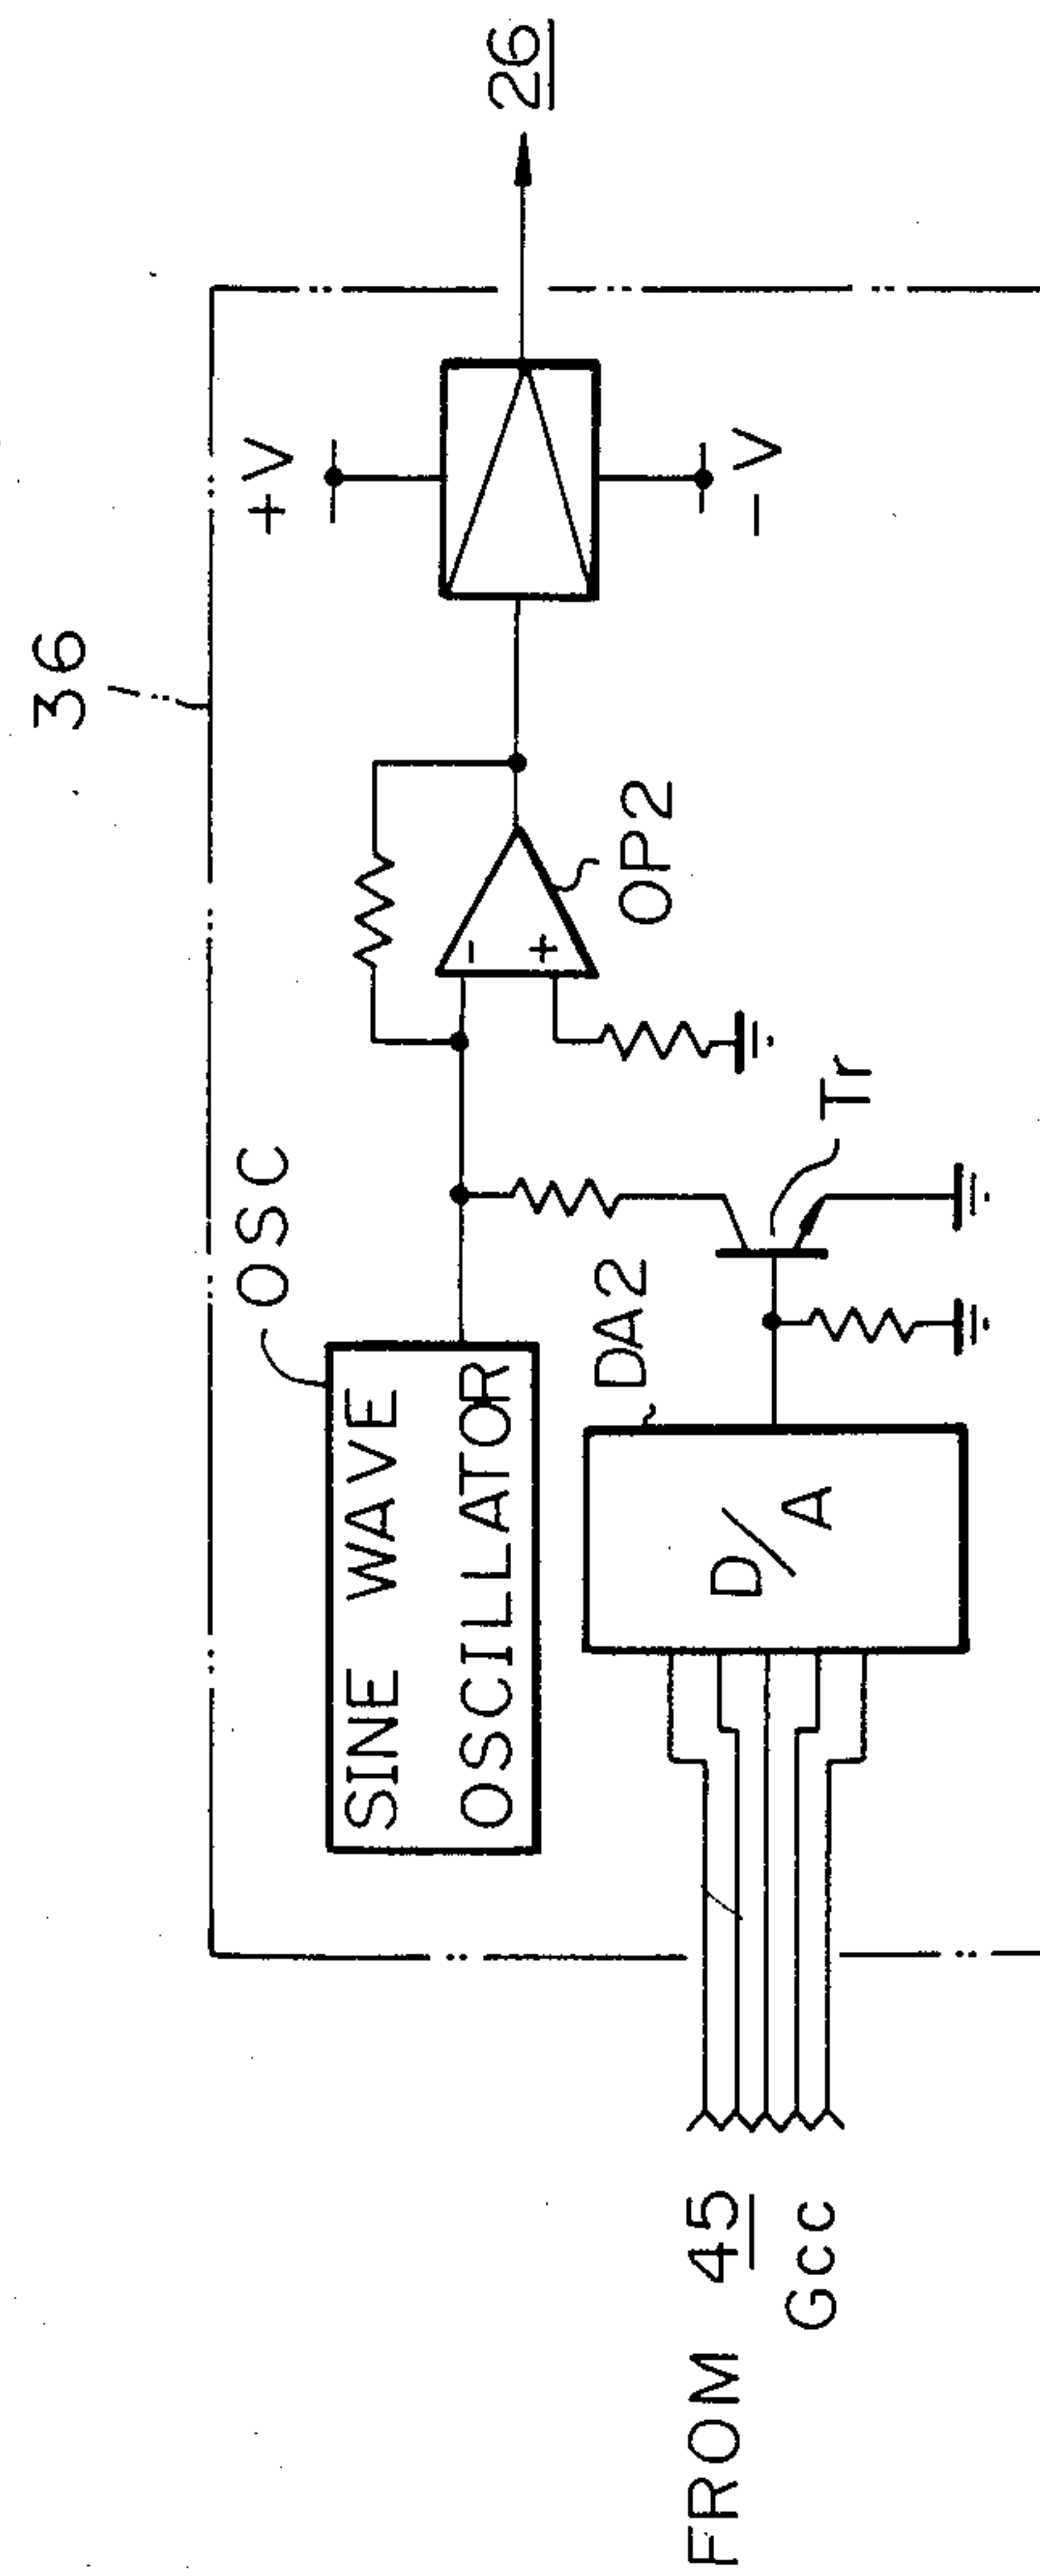 36
OSC
+V
26
SINE WAVE
OSCILLATOR
-
+
OP2
-V
DA2
Tr
D/A
FROM 45
Gcc